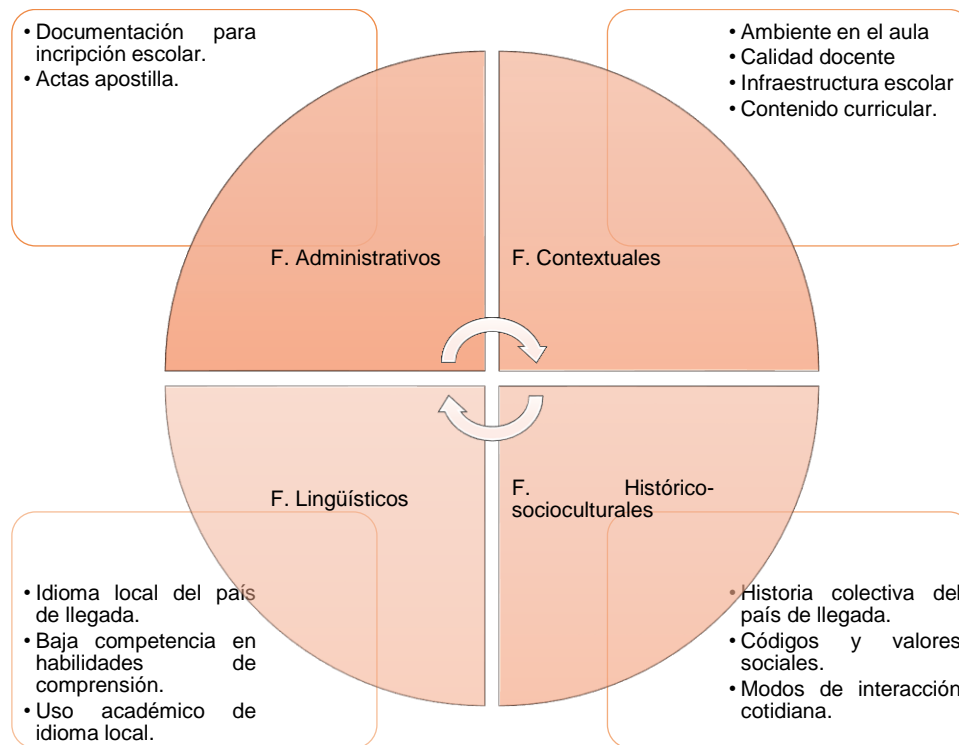 • Documentación para
incripción escolar.
• Actas apostilla.
• Ambiente en el aula
• Calidad docente
• Infraestructura escolar
• Contenido curricular.
F. Administrativos
F. Contextuales
F. Lingüísticos
F. Histórico-
socioculturales
• Idioma local del país
de llegada.
• Baja competencia en
habilidades de
comprensión.
• Uso académico de
idioma local.
• Historia colectiva del
país de llegada.
• Códigos y valores
sociales.
• Modos de interacción
cotidiana.